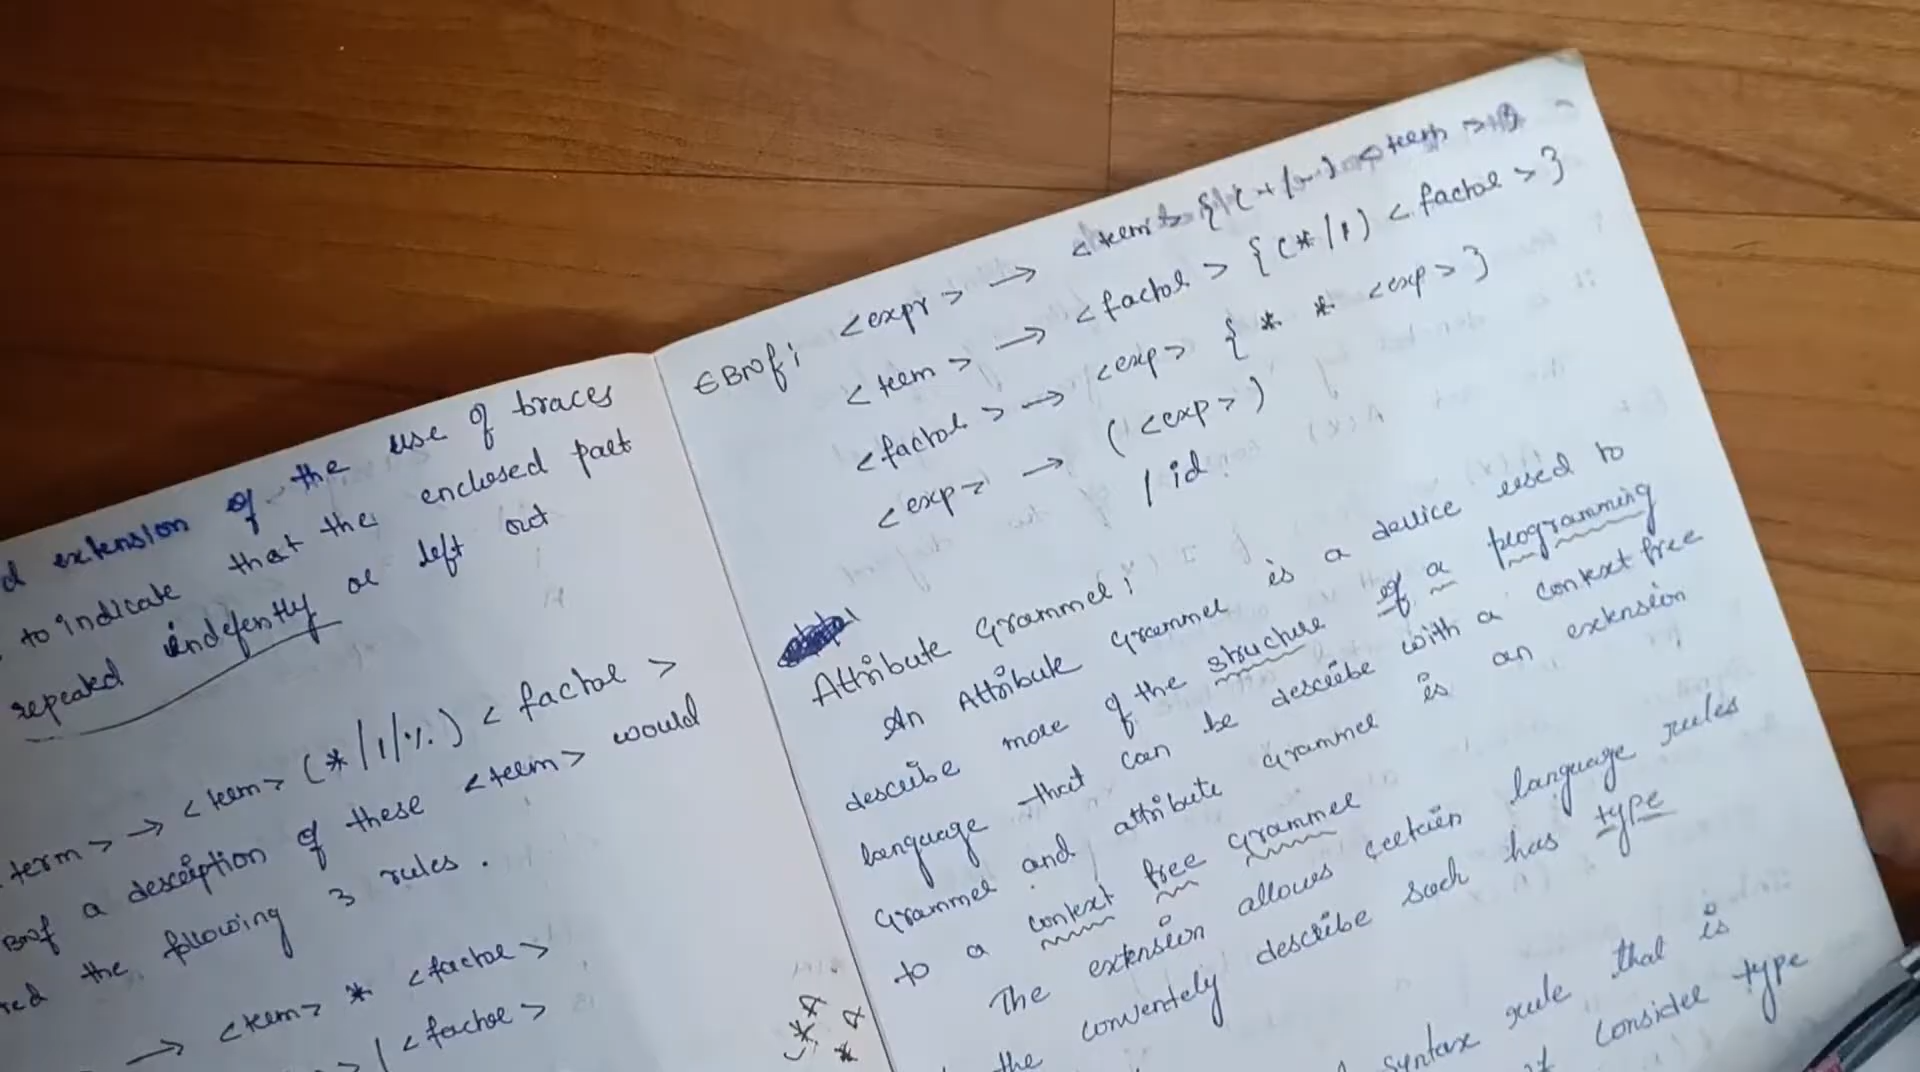 extension of the use of braces
to indicate that the enclosed part
repeated indefently or left out
term> → <term> (*/|/%) <factor>
BNf a description of these <term> would
the following 3 rules.
→ <term> * <factor>
> | <factor>
EBNf: <expr> → <term> {(+/-) <term>}
<term> → <factor> {(*/|) <factor>}
<factor> → <exp> {* * <exp>}
<exp> → (<exp>)
/id.
Attribute Grammer:
An Attribute Grammer is a device used to
describe more of the structure of a programming
language that can be describe with a context free
Grammer and attribute Grammer is an extension
to a context free Grammer
The extension allows certain language rules
the conventely describe such has type
syntax rule that is
consider type